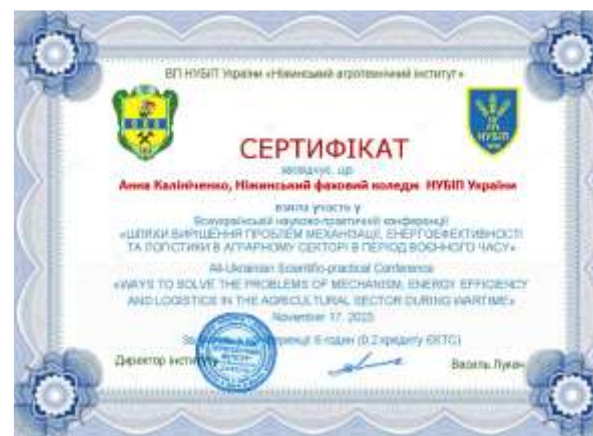 ВП НУБІП України «Ніжинський агротехнічний інститут»
НУБІП
СЕРТИФІКАТ
засвідчує, що
Анна Калініченко, Ніжинський фаховий коледж НУБІП України
взяла участь у
Всеукраїнській науково-практичній конференції
«ШЛЯХИ ВИРІШЕННЯ ПРОБЛЕМ МЕХАНІЗАЦІЇ, ЕНЕРГОЕФЕКТИВНОСТІ
ТА ЛОГІСТИКИ В АГРАРНОМУ СЕКТОРІ В ПЕРІОД ВОЄННОГО ЧАСУ»
All-Ukrainian Scientific-practical Conference
«WAYS TO SOLVE THE PROBLEMS OF MECHANISM, ENERGY EFFICIENCY
AND LOGISTICS IN THE AGRICULTURAL SECTOR DURING WARTIME»
November 17, 2023
6 годин (0,2 кредиту ЄКТС)
Директор
Василь